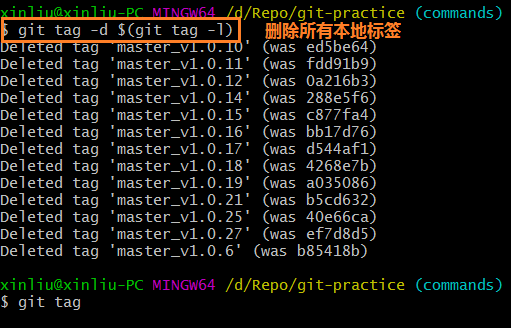 xinliu@xinliu-PC MINGW64 /d/Repo/git-practice (commands)
$ git tag -d $(git tag -l) 删除所有本地标签
Deleted tag 'master_v1.0.10' (was ed5be64)
Deleted tag 'master_v1.0.11' (was fdd91b9)
Deleted tag 'master_v1.0.12' (was 0a216b3)
Deleted tag 'master_v1.0.14' (was 288e5f6)
Deleted tag 'master_v1.0.15' (was c877fa4)
Deleted tag 'master_v1.0.16' (was bb17d76)
Deleted tag 'master_v1.0.17' (was d544af1)
Deleted tag 'master_v1.0.18' (was 4268e7b)
Deleted tag 'master_v1.0.19' (was a035086)
Deleted tag 'master_v1.0.21' (was b5cd632)
Deleted tag 'master_v1.0.25' (was 40e66ca)
Deleted tag 'master_v1.0.27' (was ef7d8d5)
Deleted tag 'master_v1.0.6' (was b85418b)
xinliu@xinliu-PC MINGW64 /d/Repo/git-practice (commands)
$ git tag